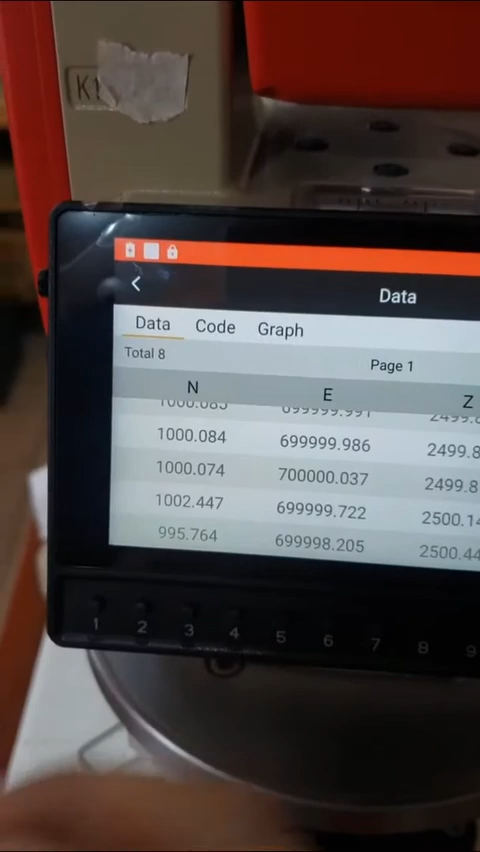 K1
Data
Data Code Graph
Total 8 Page 1
N E Z
1000.085 699999.991
1000.084 699999.986 2499.8
1000.074 700000.037 2499.8
1002.447 699999.722 2500.14
995.764 699998.205 2500.44
1 2 3 4 5 6 7 8 9